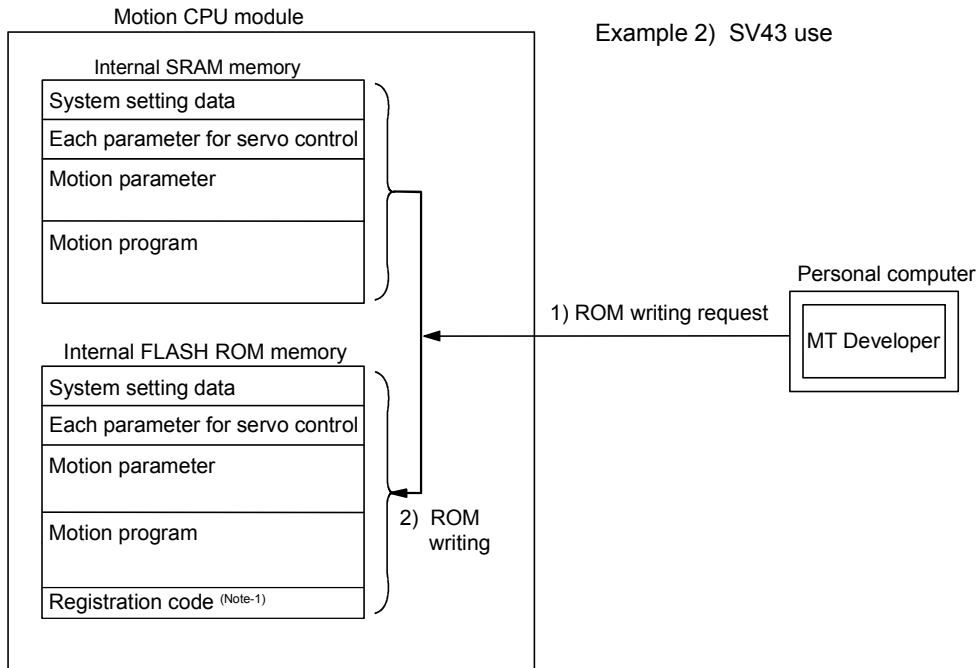 Motion CPU module
Example 2) SV43 use
Internal SRAM memory
System setting data
Each parameter for servo control
Motion parameter
Motion program
Personal computer
1) ROM writing request
MT Developer
Internal FLASH ROM memory
System setting data
Each parameter for servo control
Motion parameter
2) ROM
writing
Motion program
Registration code (Note-1)